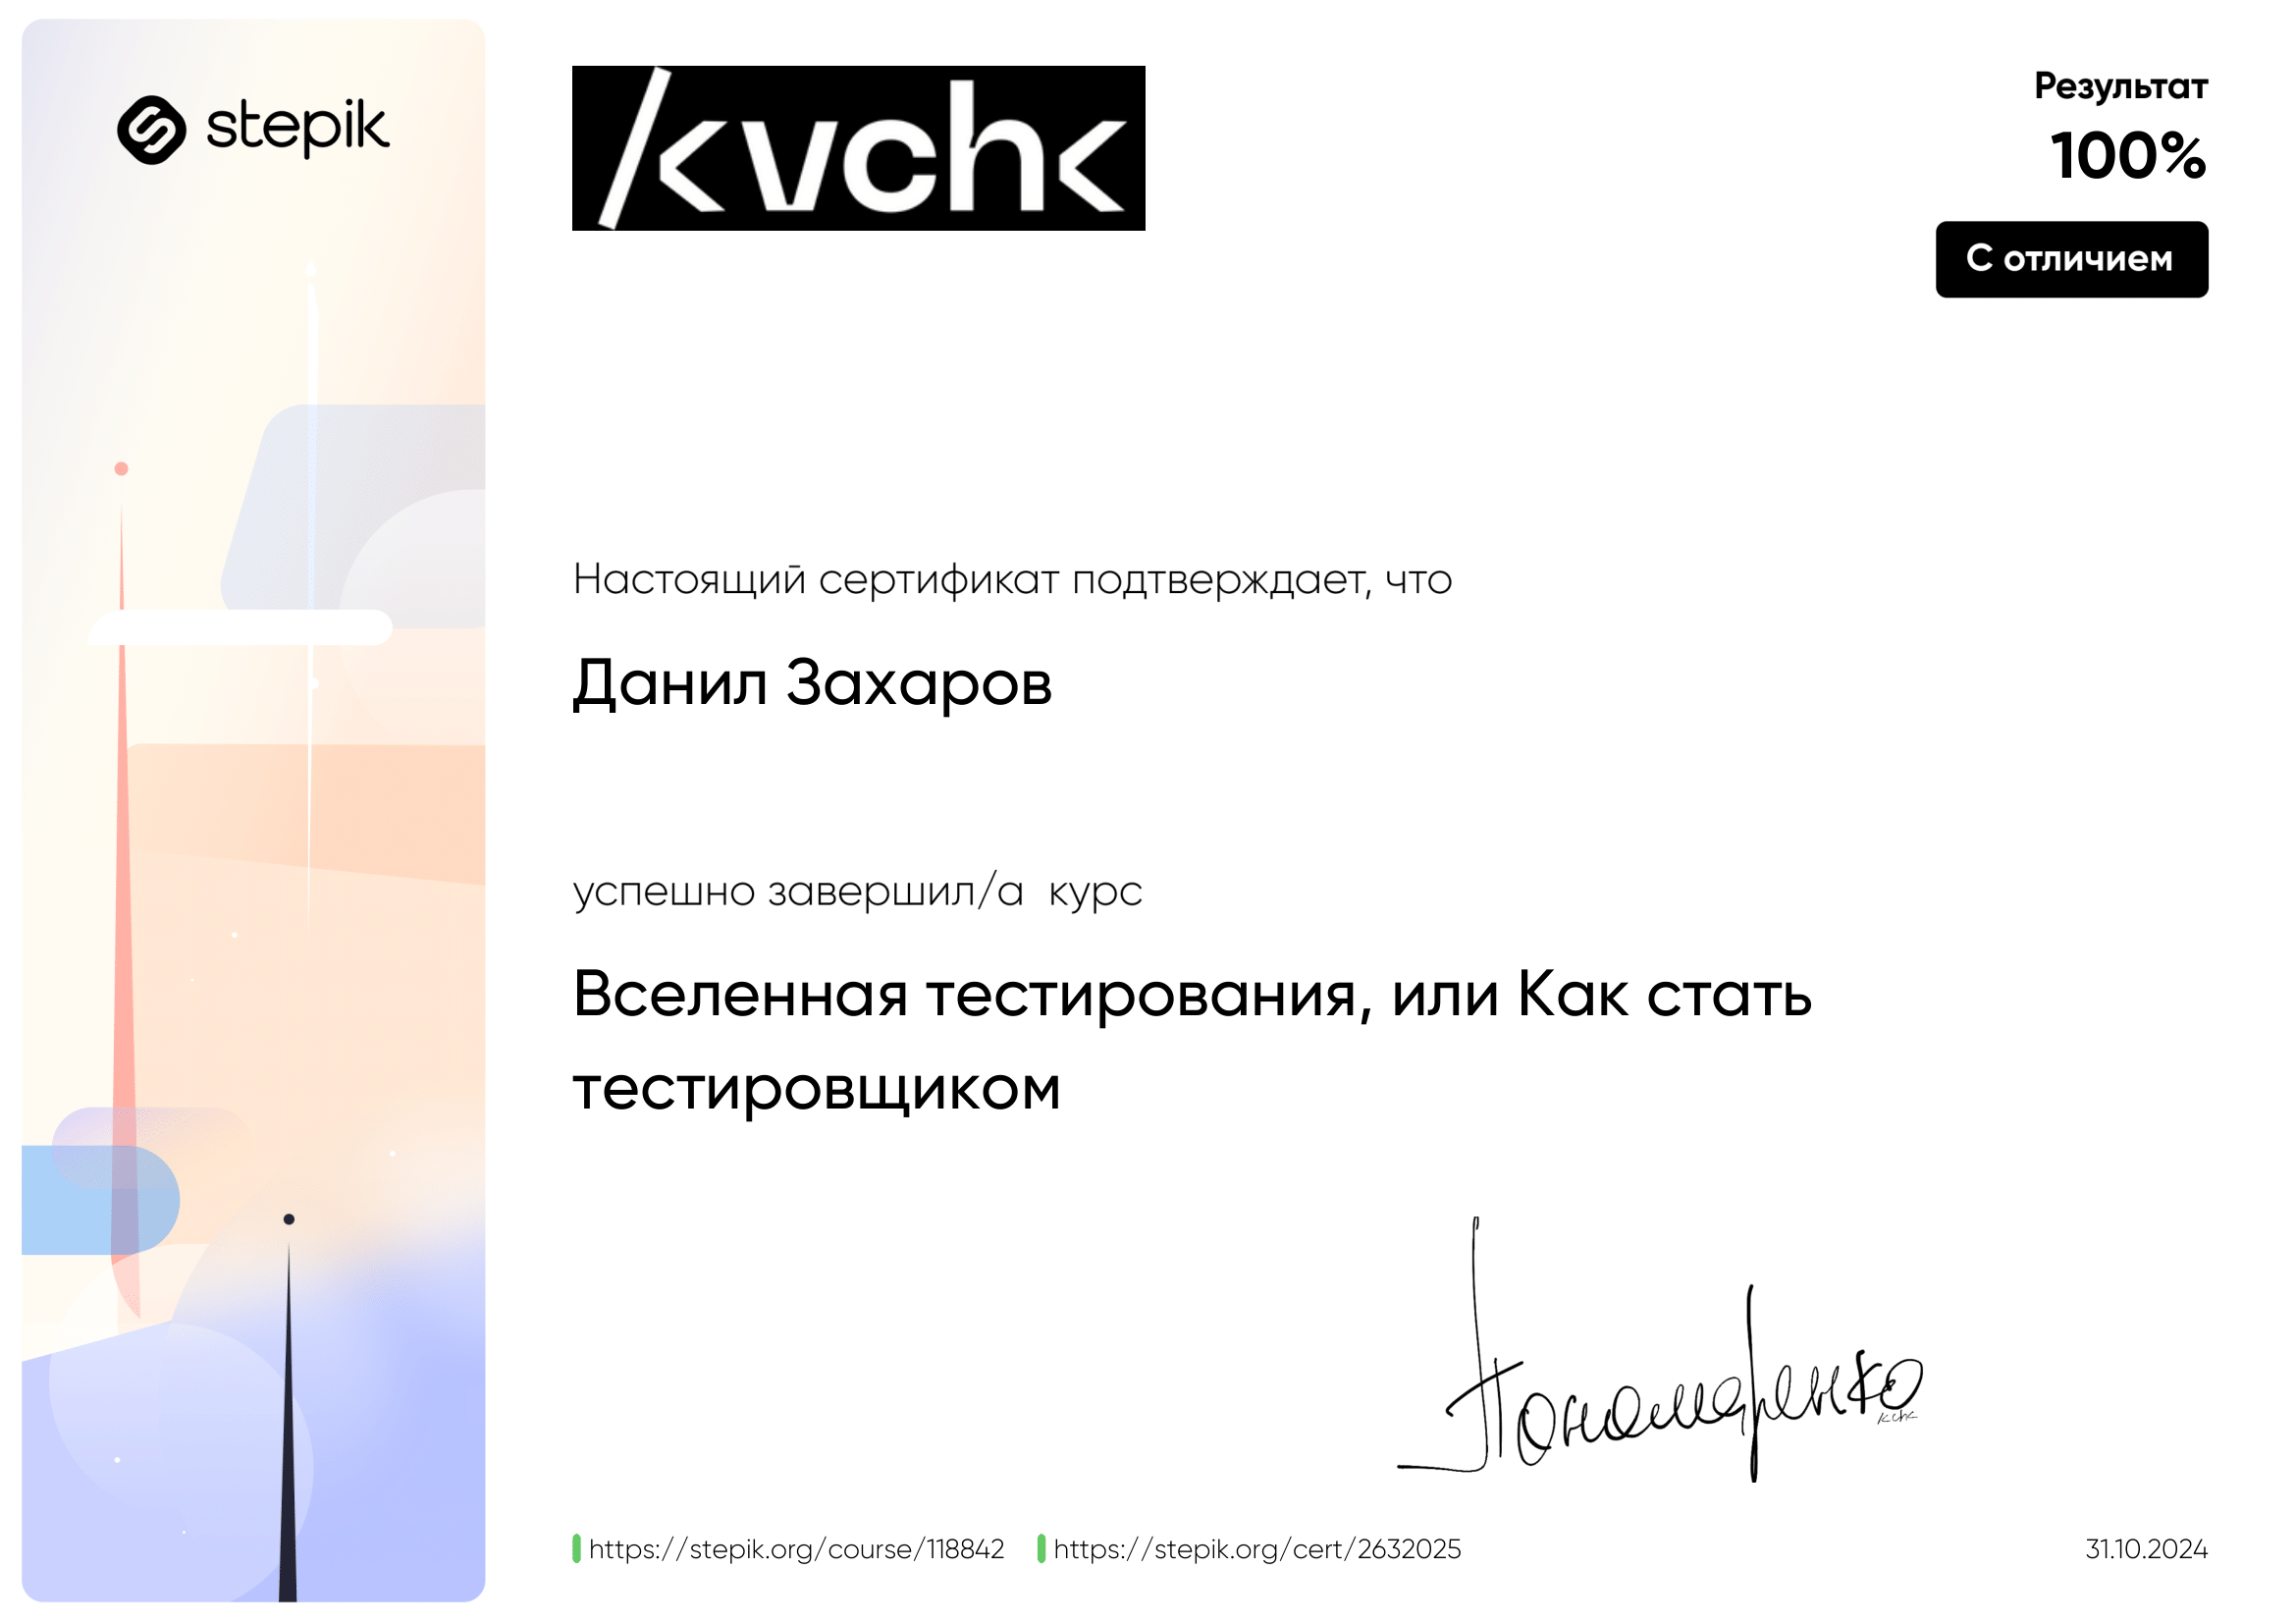 stepik
/kvchk
Результат
100%
С отличием
Настоящий сертификат подтверждает, что
Данил Захаров
успешно завершил/а курс
Вселенная тестирования, или Как стать
тестировщиком
Пономаренко
https://stepik.org/course/118842
https://stepik.org/cert/2632025
31.10.2024